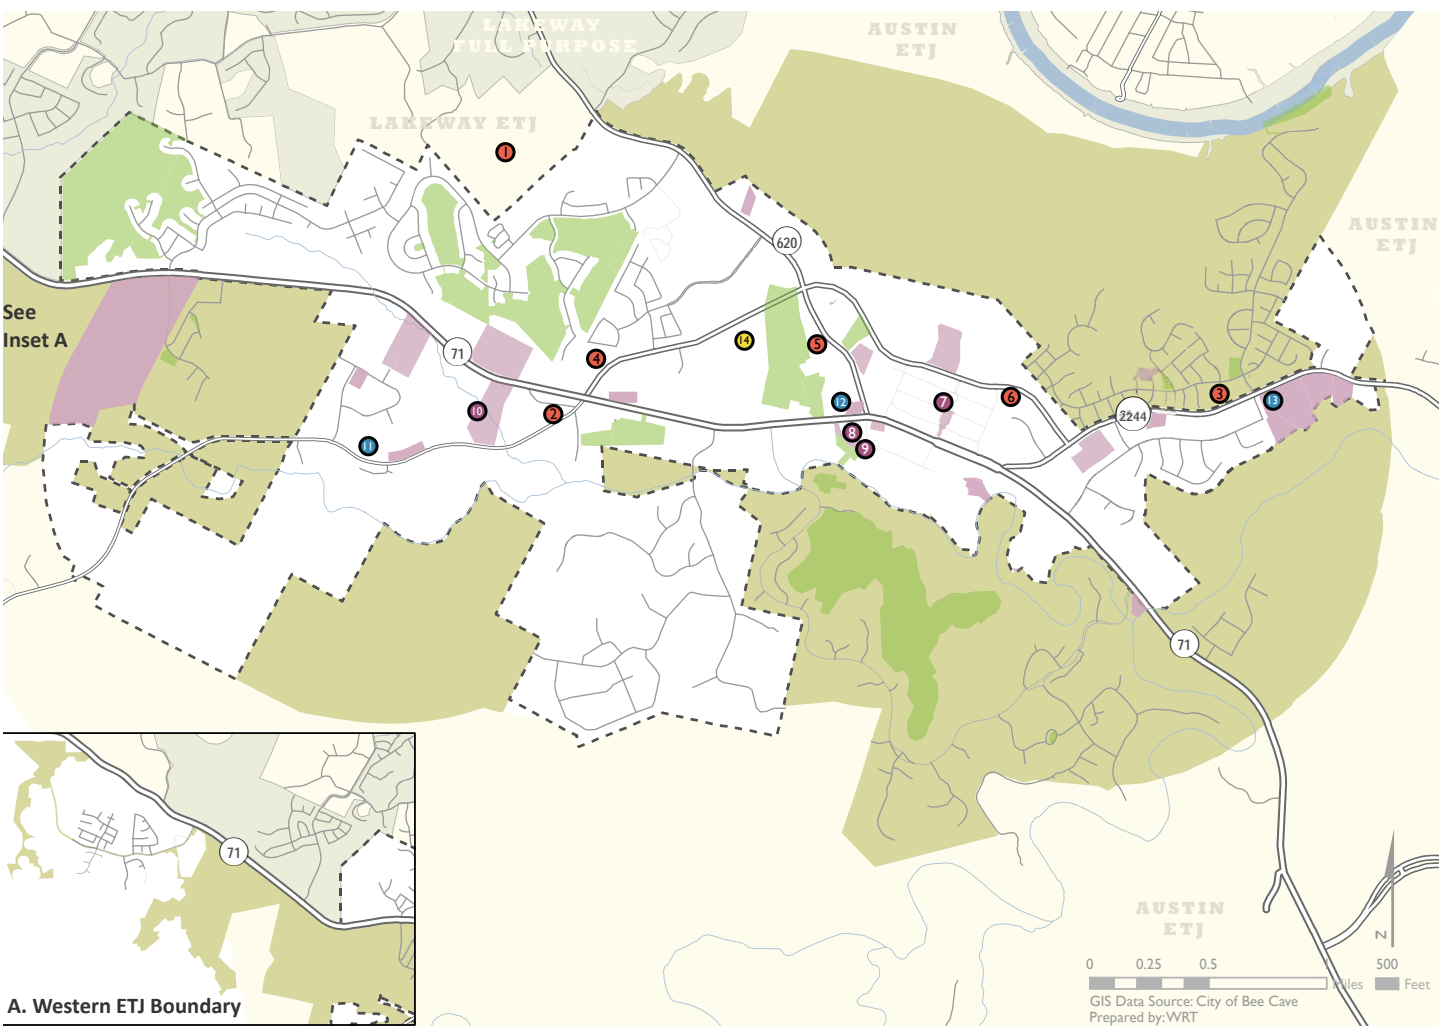 LAKEWAY
FULL PURPOSE
AUSTIN
ETJ
LAKEWAY ETJ
1
AUSTIN
ETJ
620
See
Inset A
14
5
71
4
12
7
6
3
2244
13
10
2
8
9
11
71
71
A. Western ETJ Boundary
AUSTIN
ETJ
N
0 0.25 0.5 500
Miles Feet
GIS Data Source: City of Bee Cave
Prepared by: WRT